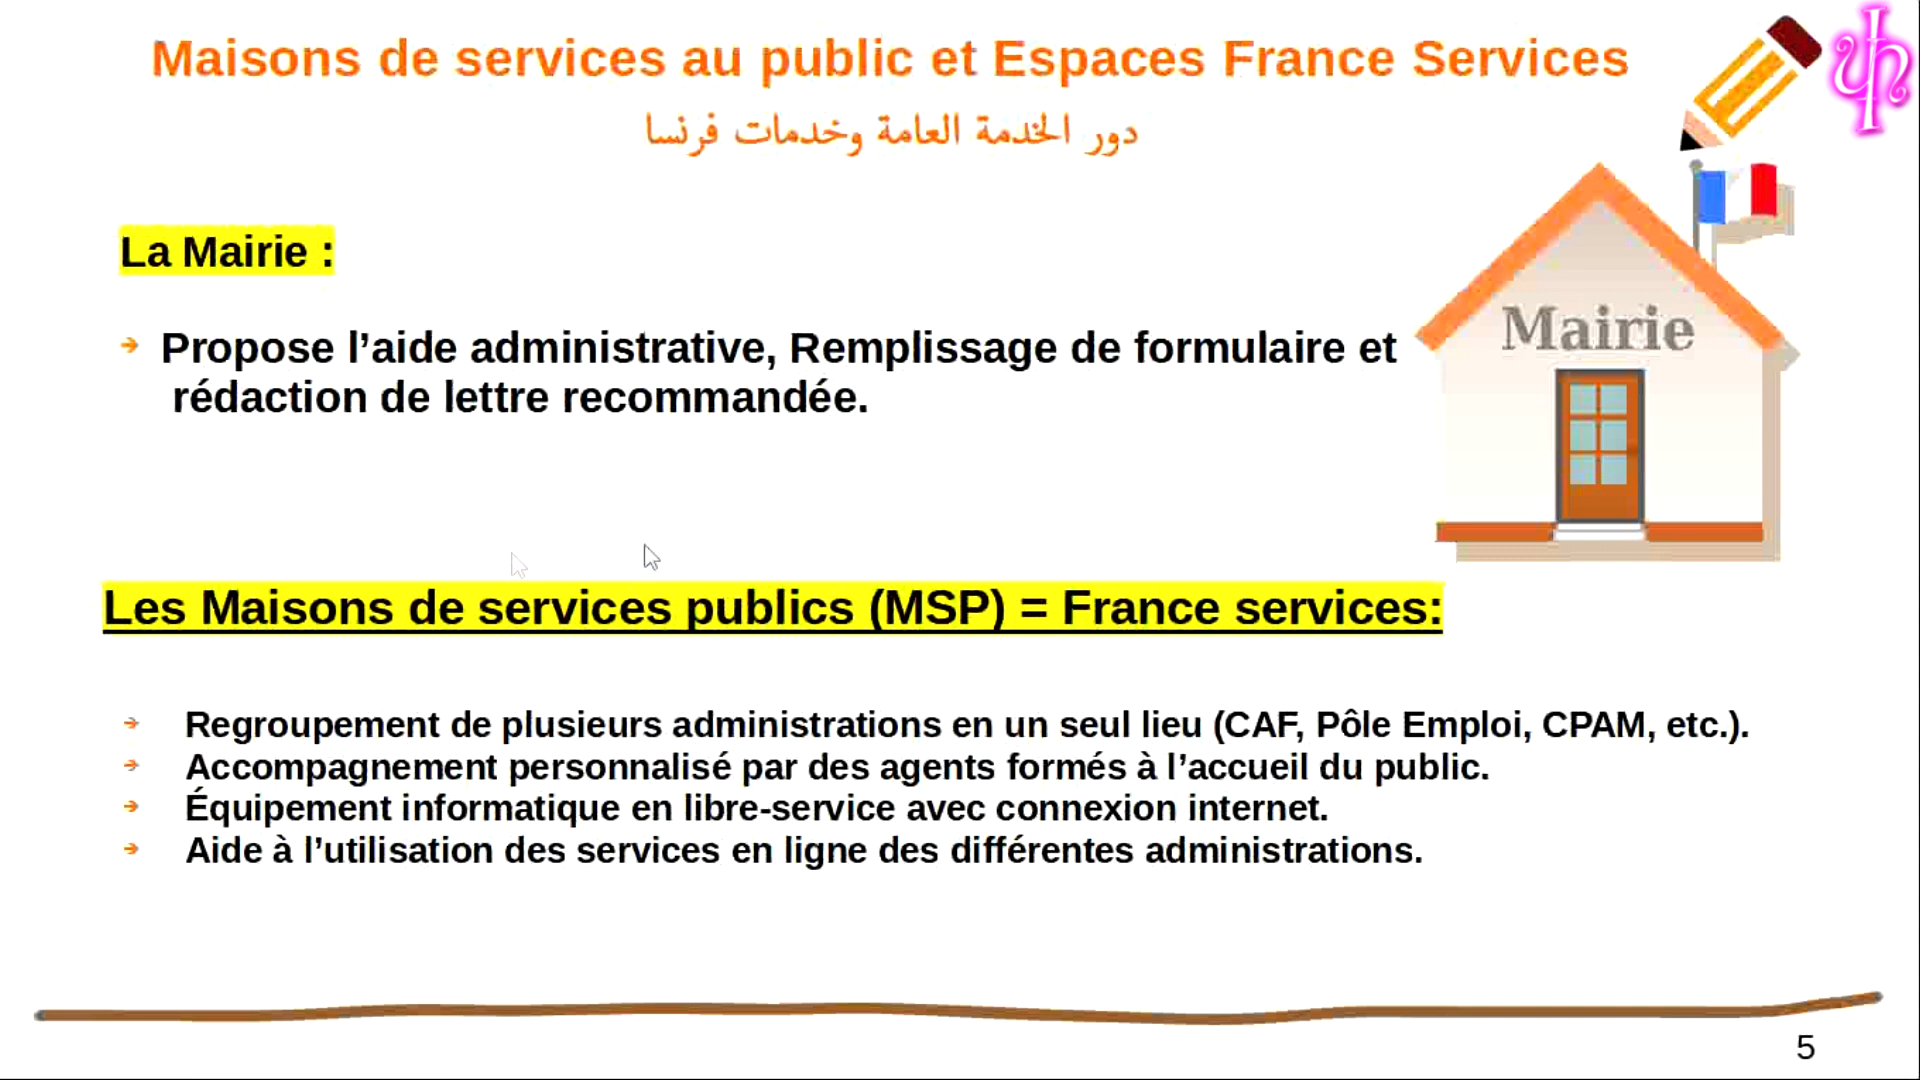 Maisons de services au public et Espaces France Services
دور الخدمة العامة وخدمات فرنسا
La Mairie :
Propose l’aide administrative, Remplissage de formulaire et
rédaction de lettre recommandée.
Mairie
Les Maisons de services publics (MSP) = France services:
Regroupement de plusieurs administrations en un seul lieu (CAF, Pôle Emploi, CPAM, etc.).
Accompagnement personnalisé par des agents formés à l’accueil du public.
Équipement informatique en libre-service avec connexion internet.
Aide à l’utilisation des services en ligne des différentes administrations.
5